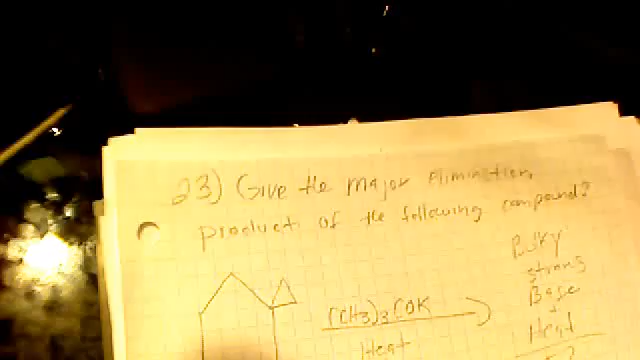 23) Give the Major Elimination
product of the following compound?
Bulky
strong
Base
+
Heat
(CH3)3COK
Heat